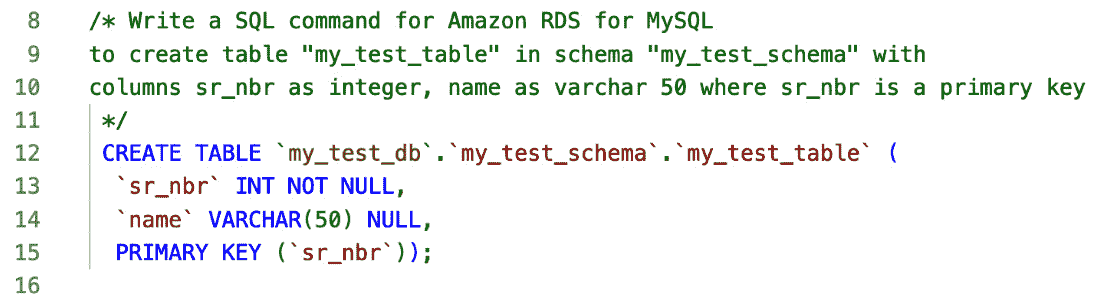 8 /* Write a SQL command for Amazon RDS for MySQL
9 to create table "my_test_table" in schema "my_test_schema" with
10 columns sr_nbr as integer, name as varchar 50 where sr_nbr is a primary key
11 */
12 CREATE TABLE `my_test_db`.`my_test_schema`.`my_test_table` (
13 `sr_nbr` INT NOT NULL,
14 `name` VARCHAR(50) NULL,
15 PRIMARY KEY (`sr_nbr`));
16